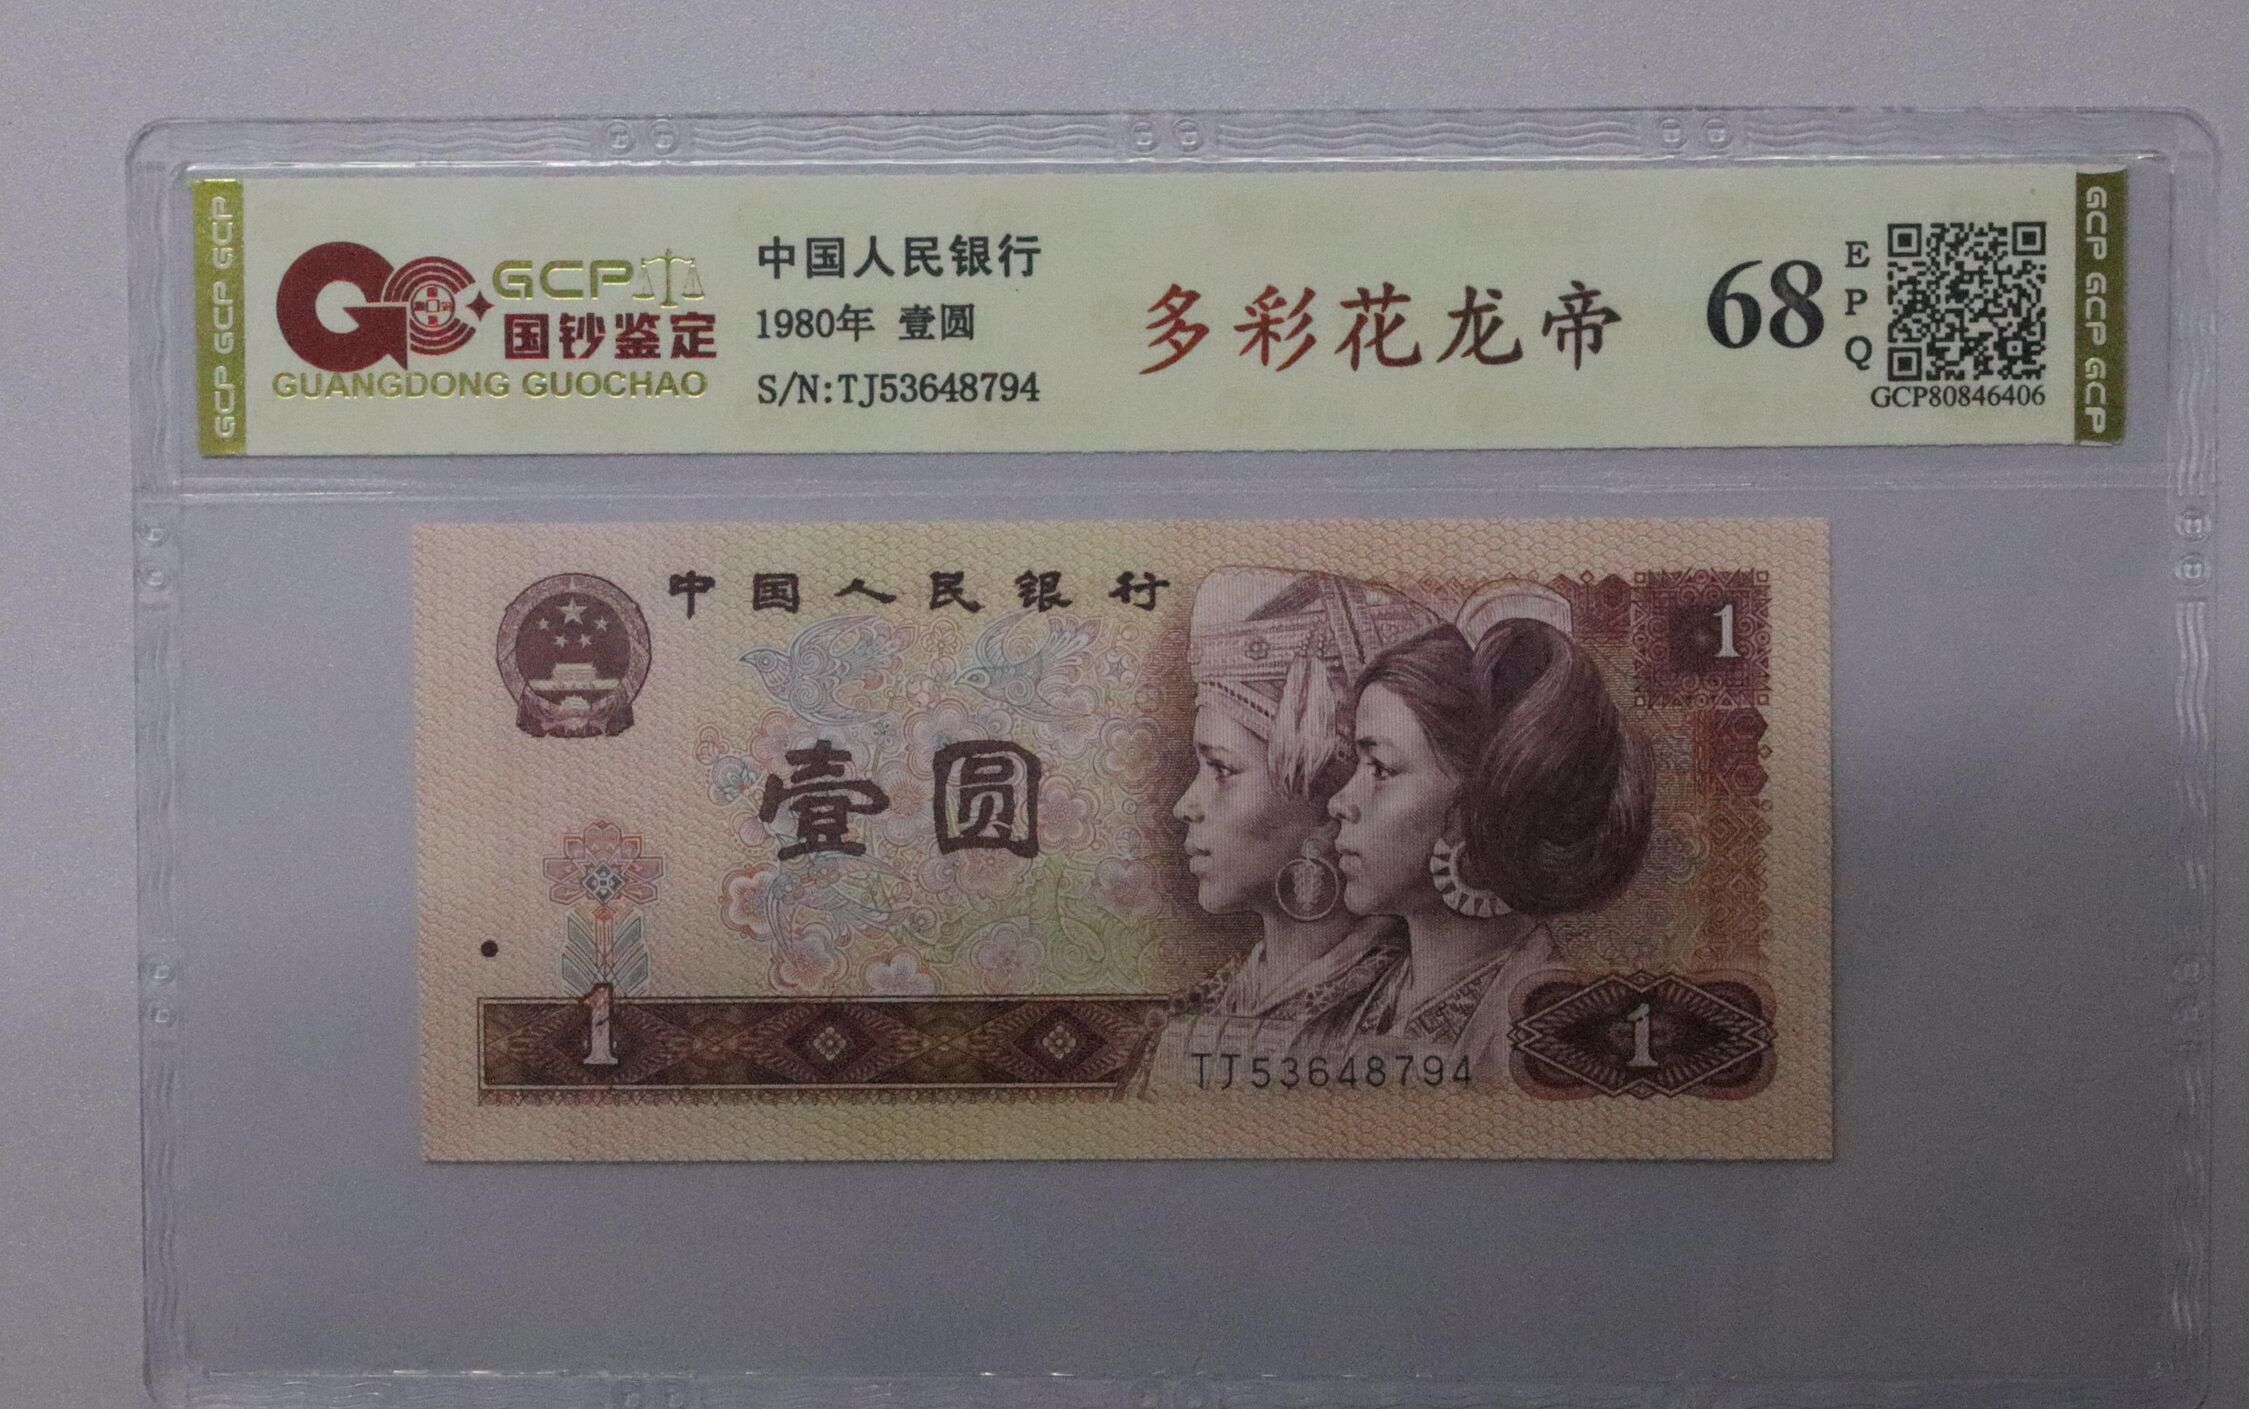 GCP GCP GCP
GCP
国钞鉴定
GUANGDONG GUOCHAO
中国人民银行
1980年 壹圆
S/N:TJ53648794
多彩花龙帝
68
E
P
Q
GCP80846406
GCP GCP GCP
中国人民银行
1
壹圆
1
1
TJ53648794